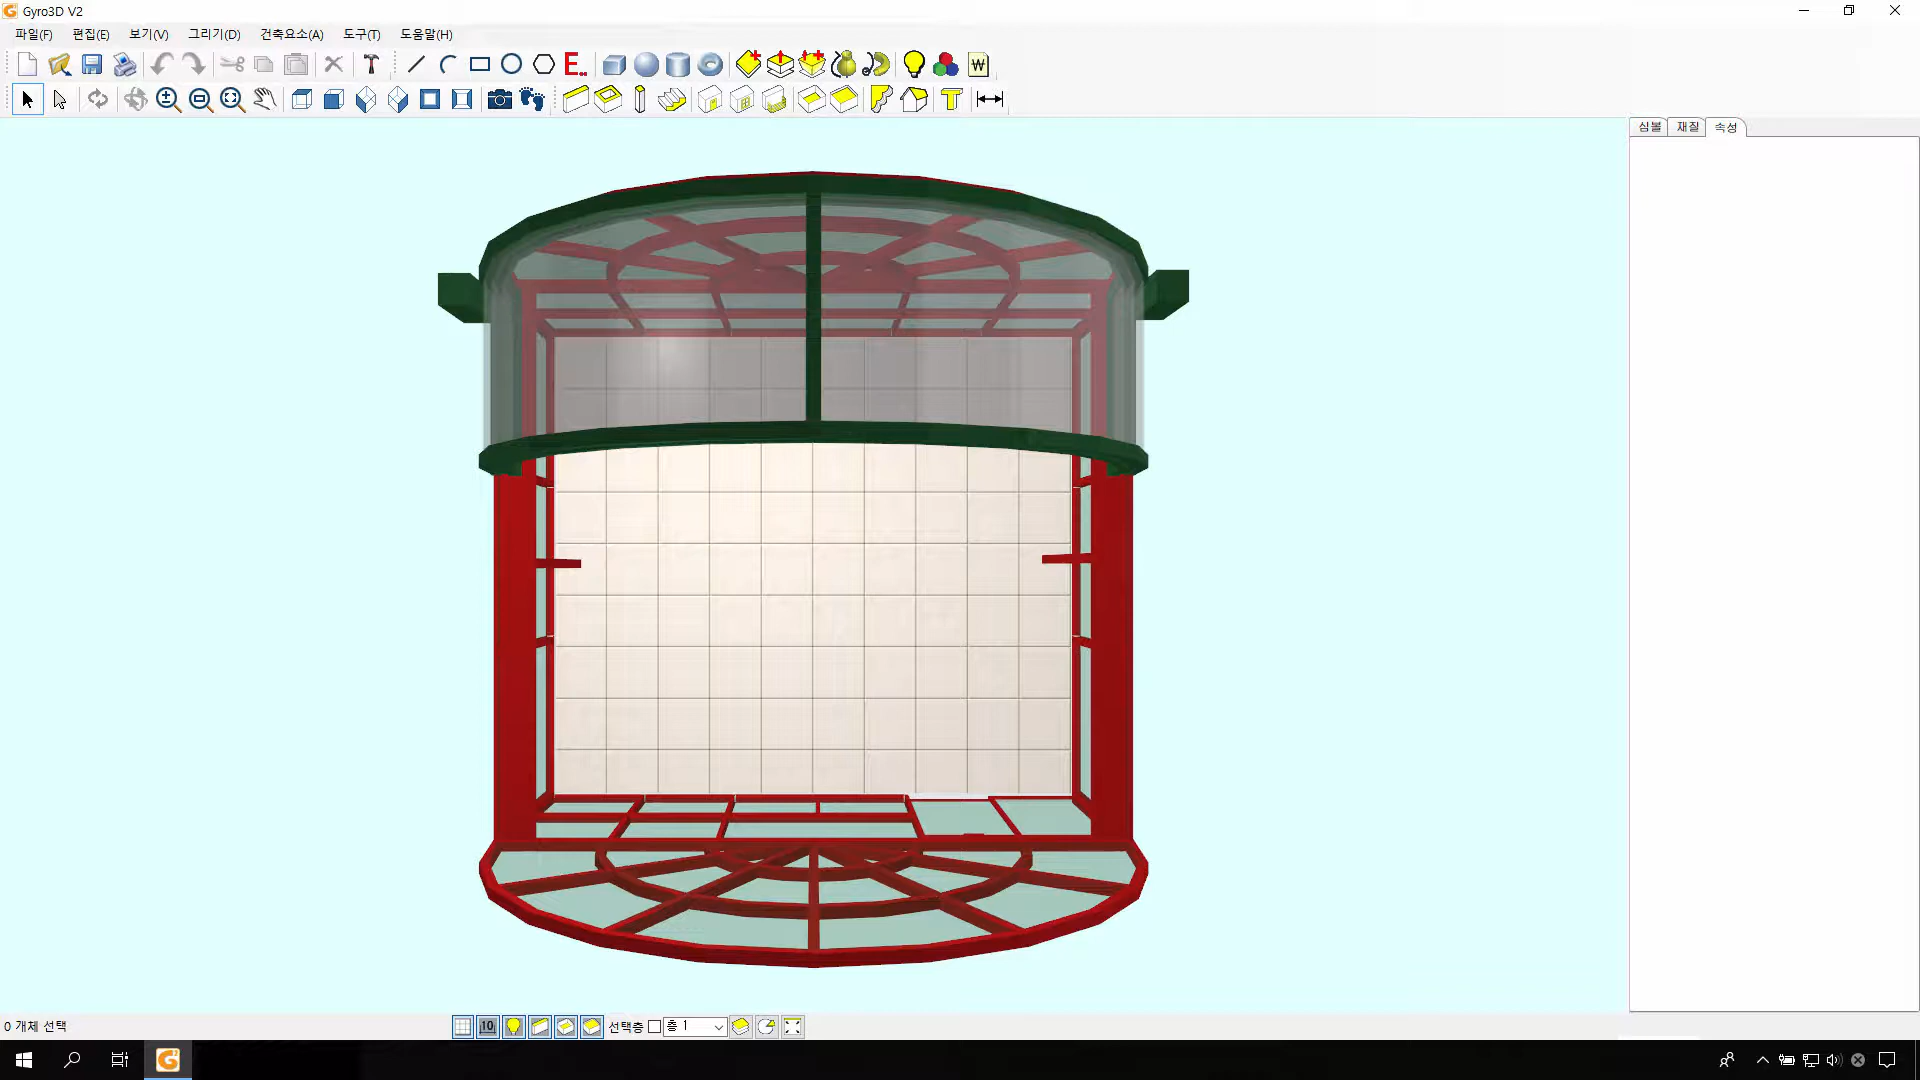 Gyro3D V2
파일(F) 편집(E) 보기(V) 그리기(D) 건축요소(A) 도구(T) 도움말(H)
E..
W
T
심볼 재질 속성
0 개체 선택
10
선택층 층 1